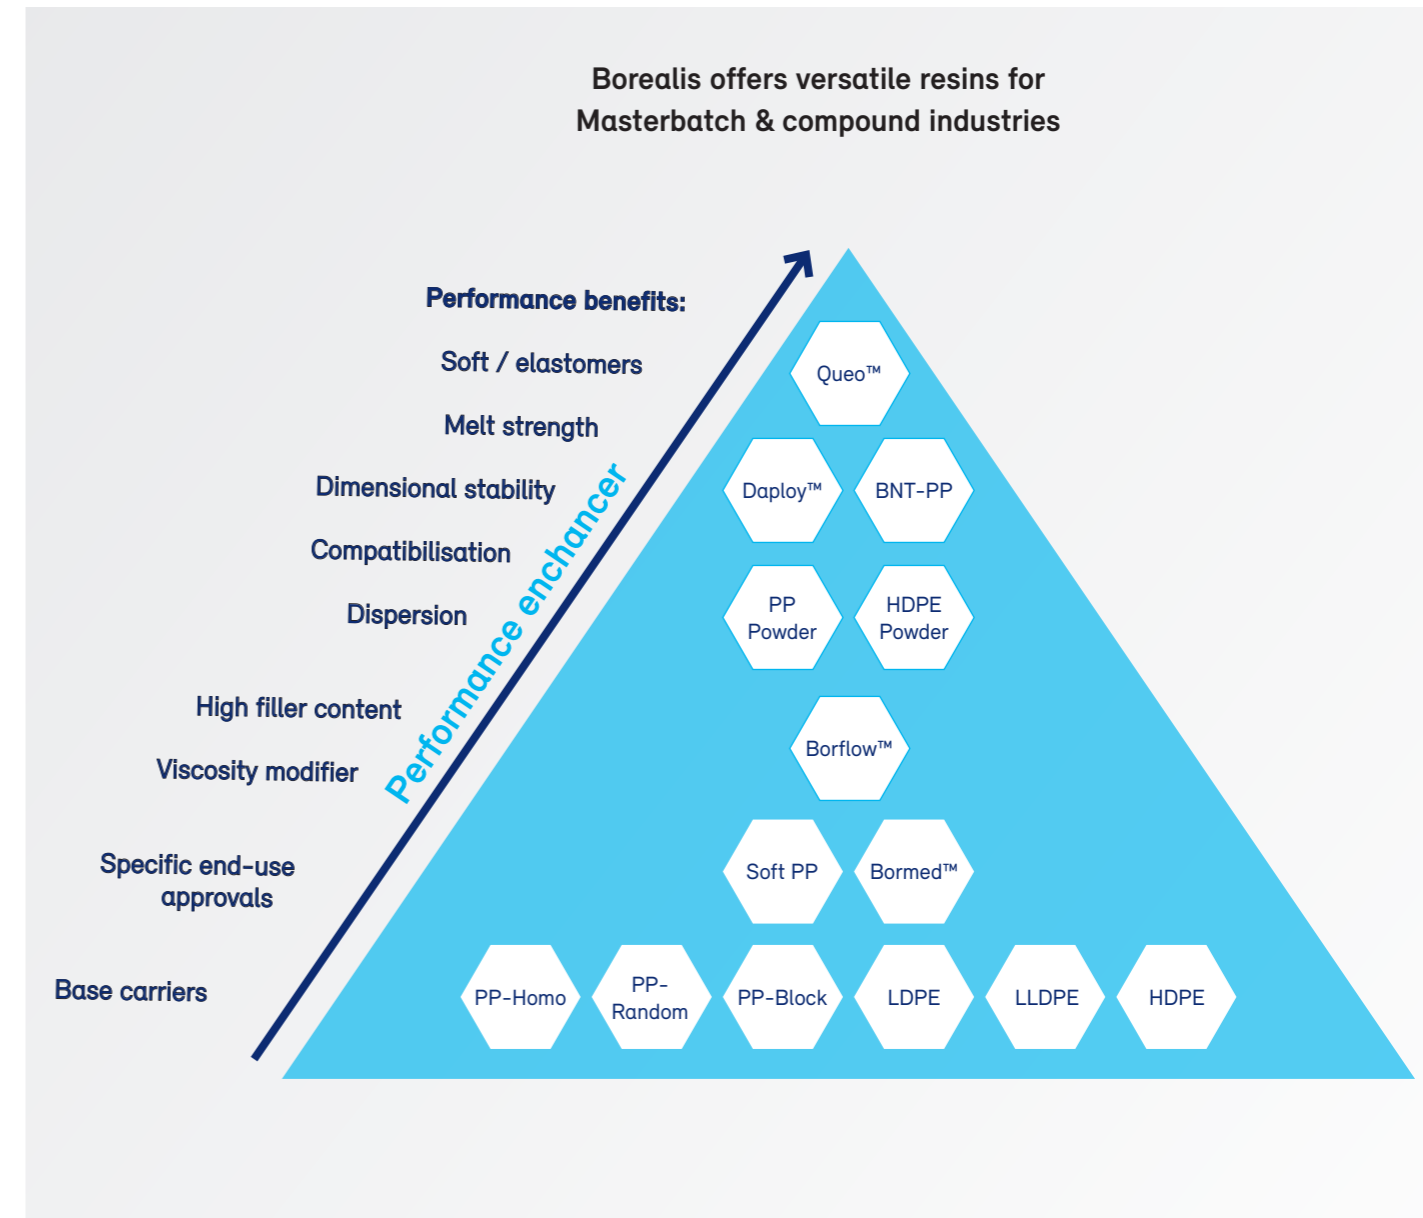 Borealis offers versatile resins for
Masterbatch & compound industries
Performance benefits:
Soft / elastomers
Melt strength
Dimensional stability
Compatibilisation
Dispersion
High filler content
Viscosity modifier
Specific end-use
approvals
Base carriers
Performance enchancer
Queo™
Daploy™
BNT-PP
PP
Powder
HDPE
Powder
Borflow™
Soft PP
Bormed™
PP-Homo
PP-
Random
PP-Block
LDPE
LLDPE
HDPE